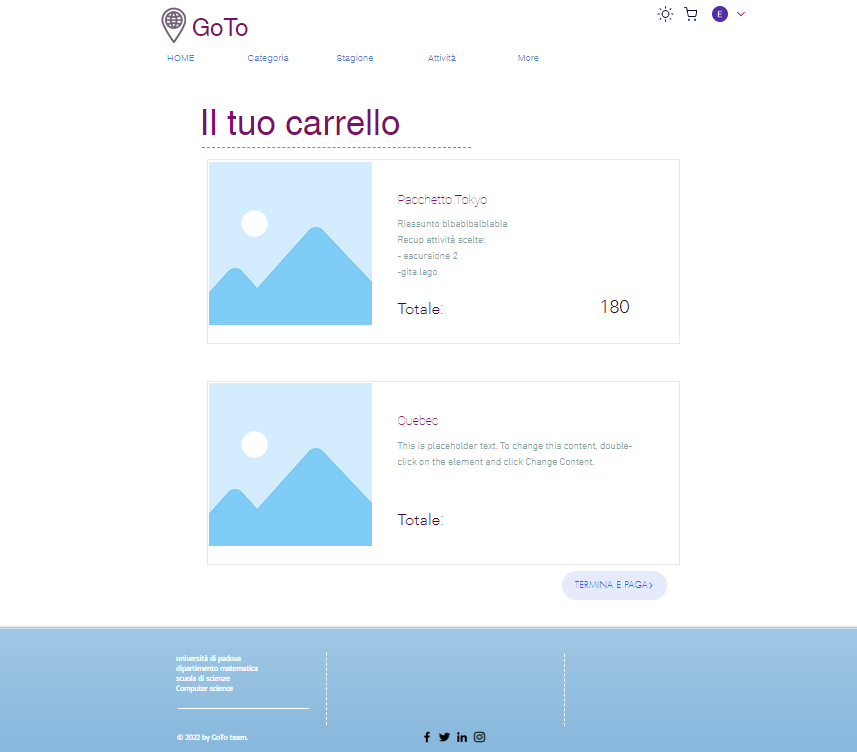 GoTo
E
HOME Categoria Stagione Attività More
Il tuo carrello
Pacchetto Tokyo
Riassunto blbablbalblabla
Recup attività scelte:
- escursione 2
-gita lago
Totale: 180
Quebec
This is placeholder text. To change this content, double-
click on the element and click Change Content.
Totale:
TERMINA E PAGA>
università di padova
dipartimento matematica
scuola di scienze
Computer science
© 2022 by GoTo team.